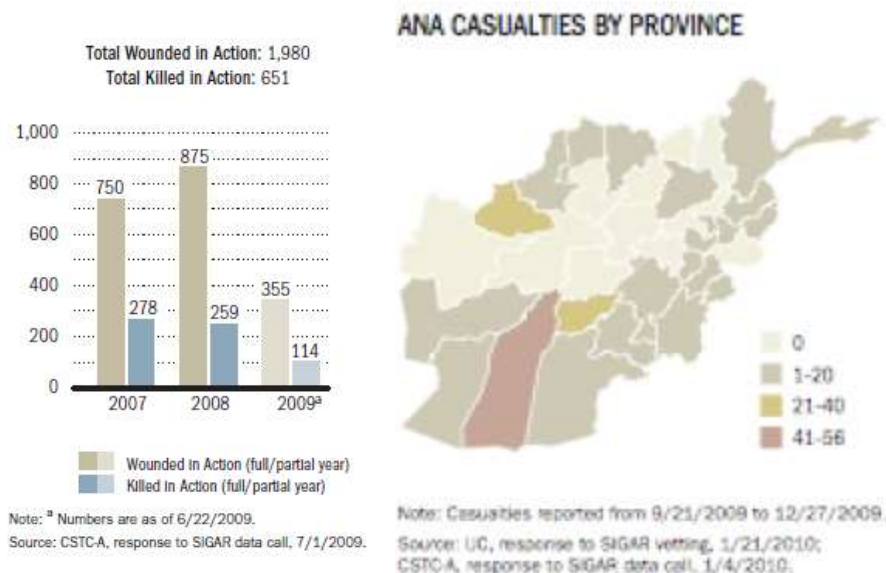 Total Wounded in Action: 1,980
Total Killed in Action: 651
1,000
800
600
400
200
0
750
278
875
259
355
114
2007
2008
2009ᵃ
Wounded in Action (full/partial year)
Killed in Action (full/partial year)
Note: ᵃ Numbers are as of 6/22/2009.
Source: CSTC-A, response to SIGAR data call, 7/1/2009.
ANA CASUALTIES BY PROVINCE
0
1-20
21-40
41-56
Note: Casualties reported from 9/21/2009 to 12/27/2009.
Source: IJC, response to SIGAR vetting, 1/21/2010;
CSTC-A, response to SIGAR data call, 1/4/2010.